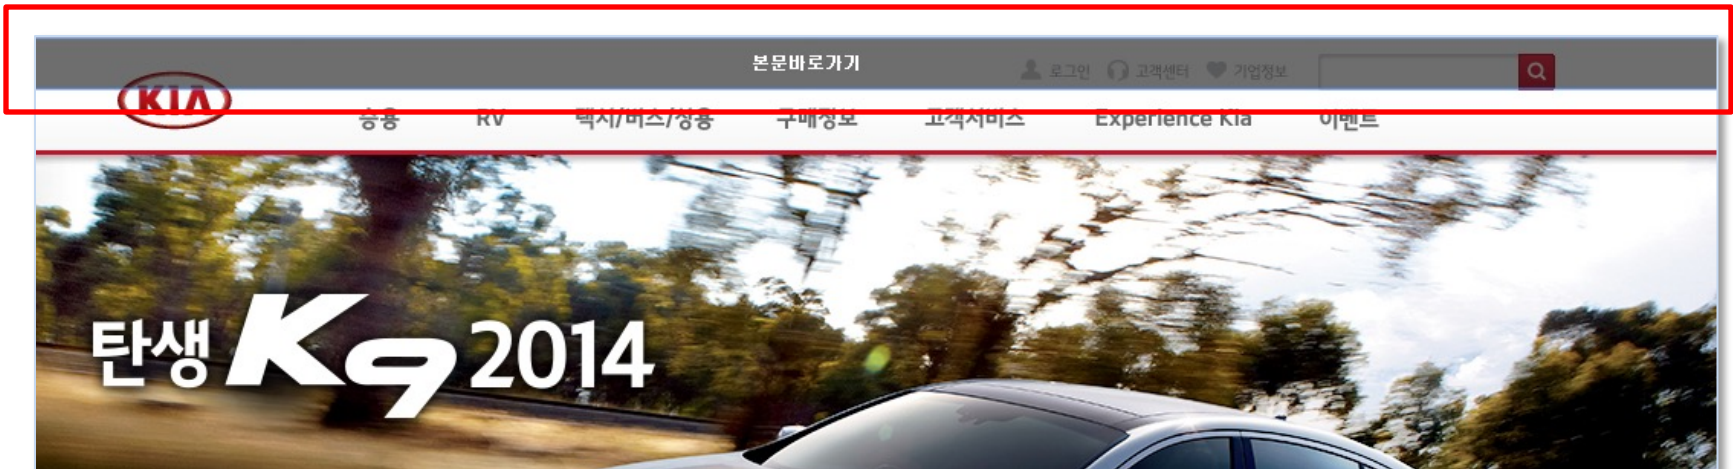 본문바로가기
로그인 고객센터 기업정보
KIA
승용 RV 택시/버스/상용 구매정보 고객서비스 Experience Kia 이벤트
탄생 K9 2014